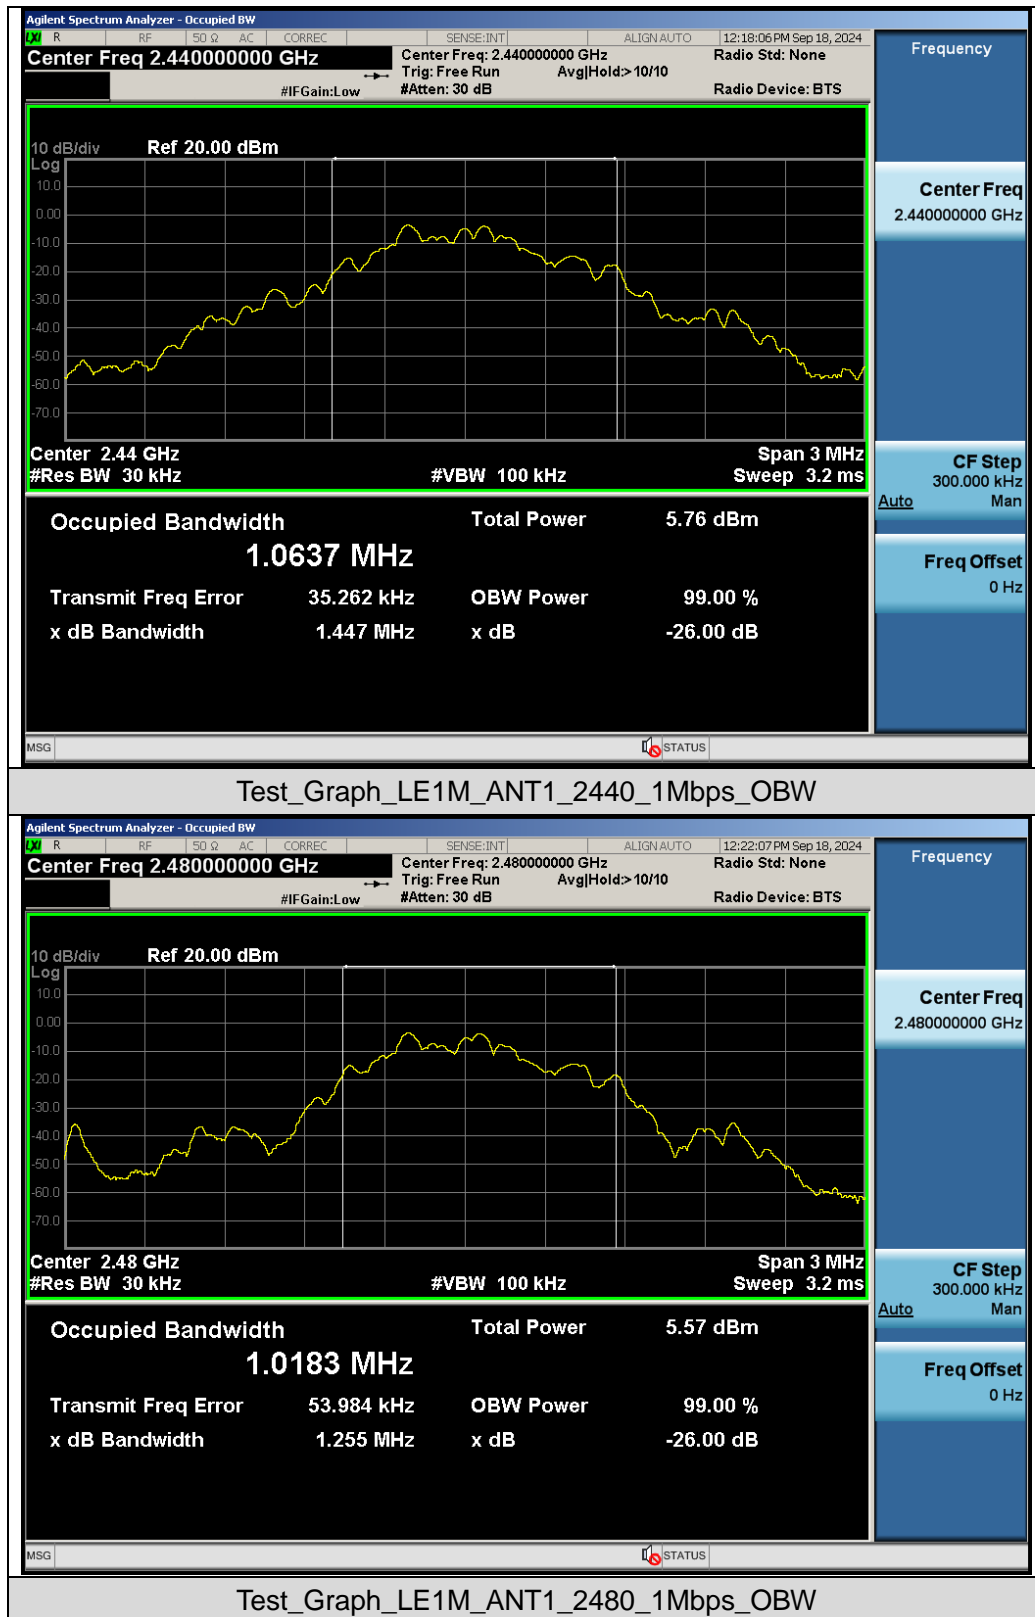 Agilent Spectrum Analyzer - Occupied BW
LXI R RF 50 Ω AC CORREC SENSE:INT ALIGN AUTO 12:18:06 PM Sep 18, 2024
Center Freq 2.440000000 GHz
Center Freq: 2.440000000 GHz
Radio Std: None
Trig: Free Run Avg|Hold:> 10/10
#IFGain:Low #Atten: 30 dB Radio Device: BTS
Frequency
10 dB/div Ref 20.00 dBm
Log
10.0
0.00
-10.0
-20.0
-30.0
-40.0
-50.0
-60.0
-70.0
Center 2.44 GHz Span 3 MHz
#Res BW 30 kHz #VBW 100 kHz Sweep 3.2 ms
Center Freq
2.440000000 GHz
CF Step
300.000 kHz
Auto Man
Freq Offset
0 Hz
Occupied Bandwidth Total Power 5.76 dBm
1.0637 MHz
Transmit Freq Error 35.262 kHz OBW Power 99.00 %
x dB Bandwidth 1.447 MHz x dB -26.00 dB
MSG STATUS
Test_Graph_LE1M_ANT1_2440_1Mbps_OBW
Agilent Spectrum Analyzer - Occupied BW
LXI R RF 50 Ω AC CORREC SENSE:INT ALIGN AUTO 12:22:07 PM Sep 18, 2024
Center Freq 2.480000000 GHz
Center Freq: 2.480000000 GHz
Radio Std: None
Trig: Free Run Avg|Hold:> 10/10
#IFGain:Low #Atten: 30 dB Radio Device: BTS
Frequency
10 dB/div Ref 20.00 dBm
Log
10.0
0.00
-10.0
-20.0
-30.0
-40.0
-50.0
-60.0
-70.0
Center 2.48 GHz Span 3 MHz
#Res BW 30 kHz #VBW 100 kHz Sweep 3.2 ms
Center Freq
2.480000000 GHz
CF Step
300.000 kHz
Auto Man
Freq Offset
0 Hz
Occupied Bandwidth Total Power 5.57 dBm
1.0183 MHz
Transmit Freq Error 53.984 kHz OBW Power 99.00 %
x dB Bandwidth 1.255 MHz x dB -26.00 dB
MSG STATUS
Test_Graph_LE1M_ANT1_2480_1Mbps_OBW